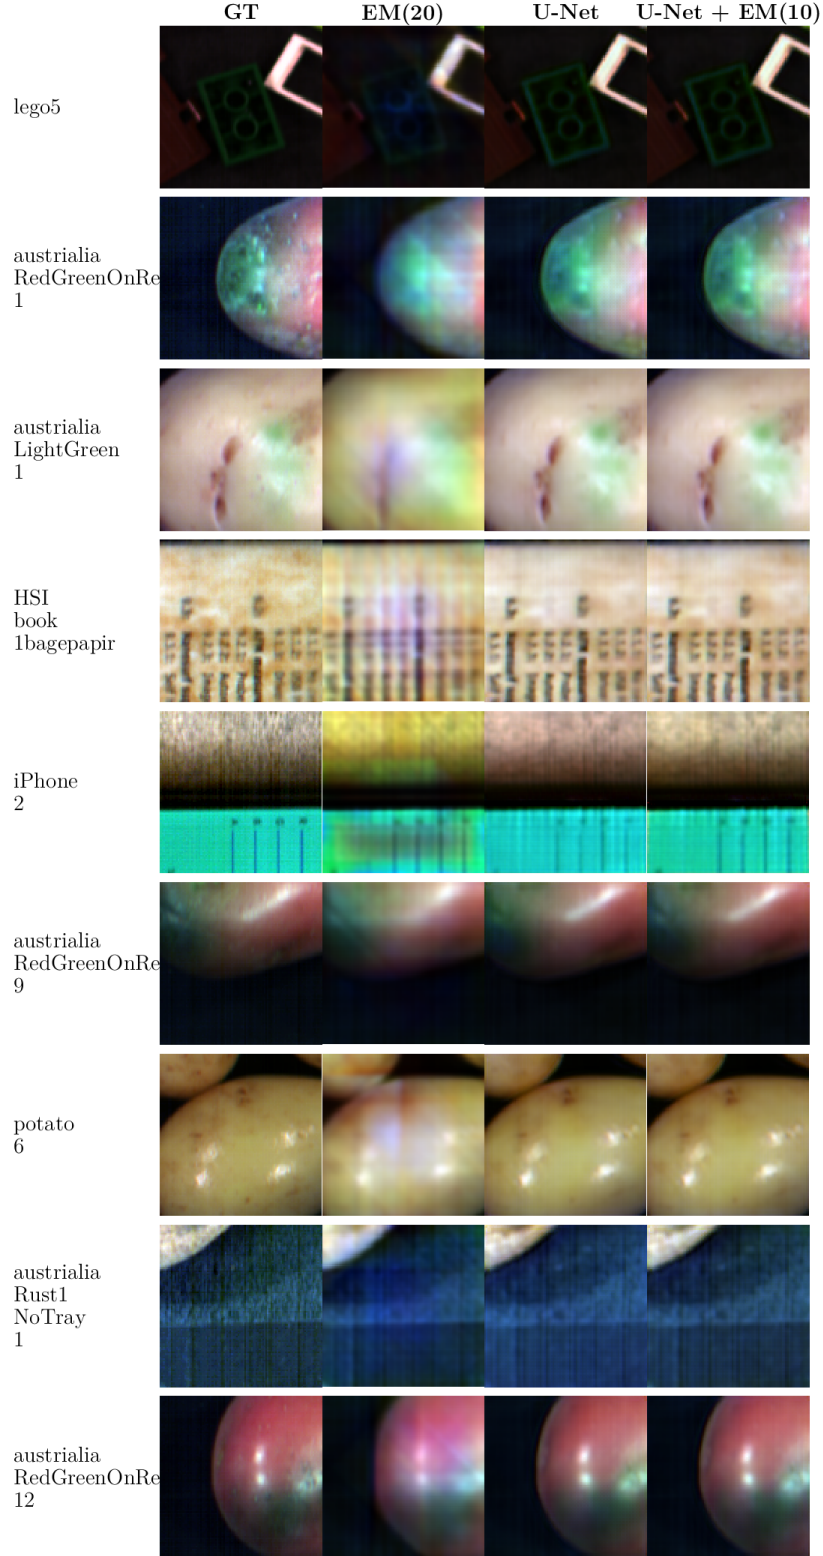 GT EM(20) U-Net U-Net + EM(10)
lego5
austrialia
RedGreenOnRe
1
austrialia
LightGreen
1
HSI
book
1bagepapir
iPhone
2
austrialia
RedGreenOnRe
9
potato
6
austrialia
Rust1
NoTray
1
austrialia
RedGreenOnRe
12